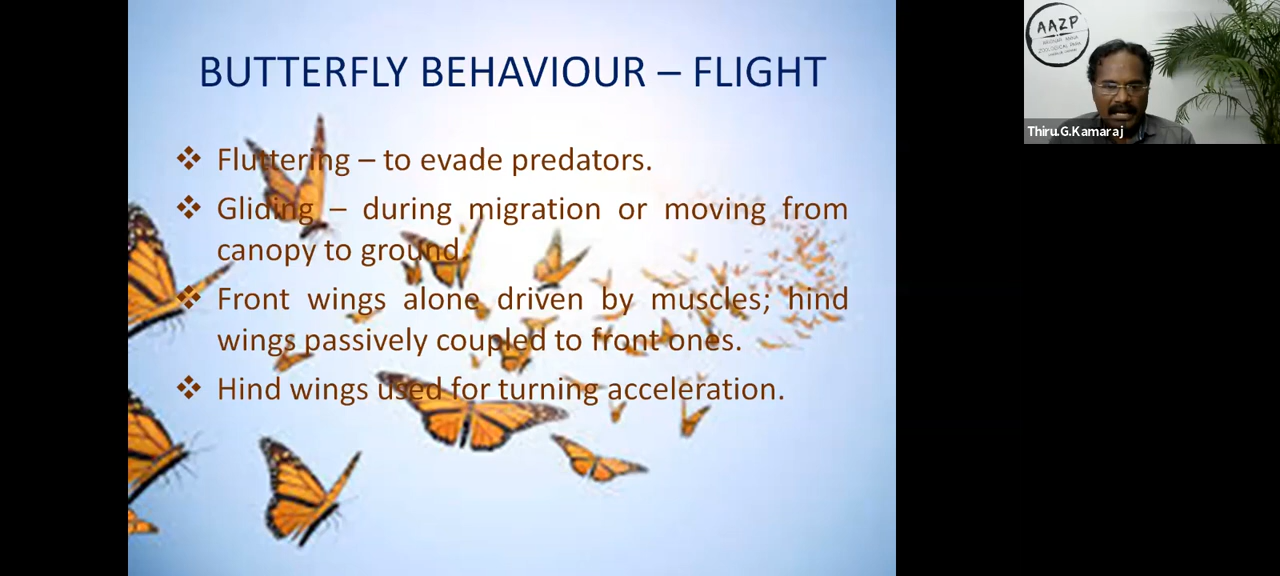 BUTTERFLY BEHAVIOUR – FLIGHT
❖ Fluttering – to evade predators.
❖ Gliding – during migration or moving from
canopy to ground.
❖ Front wings alone driven by muscles; hind
wings passively coupled to front ones.
❖ Hind wings used for turning acceleration.
AAZP
ZOOLOGICAL PARK
Thiru.G.Kamaraj